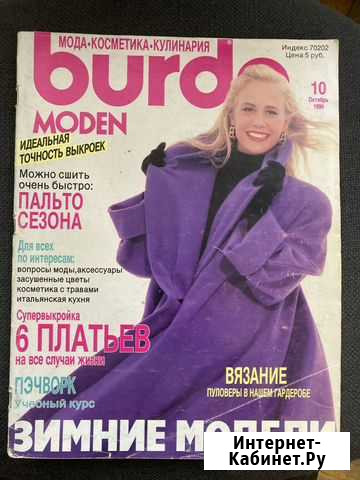 МОДА•КОСМЕТИКА•КУЛИНАРИЯ
Индекс 70202
Цена 5 руб.
burda
MODEN
10
Октябрь
ИДЕАЛЬНАЯ
ТОЧНОСТЬ ВЫКРОЕК
Можно сшить
очень быстро:
ПАЛЬТО
СЕЗОНА
Для всех
по интересам:
вопросы моды,аксессуары
засушенные цветы
косметика с травами
итальянская кухня
Супервыкройка
6 ПЛАТЬЕВ
на все случаи жизни
ПЭЧВОРК
Учебный курс
ВЯЗАНИЕ
ПУЛОВЕРЫ В НАШЕМ ГАРДЕРОБЕ
ЗИМНИЕ МОДЕЛИ
Интернет-
Кабинет.Ру